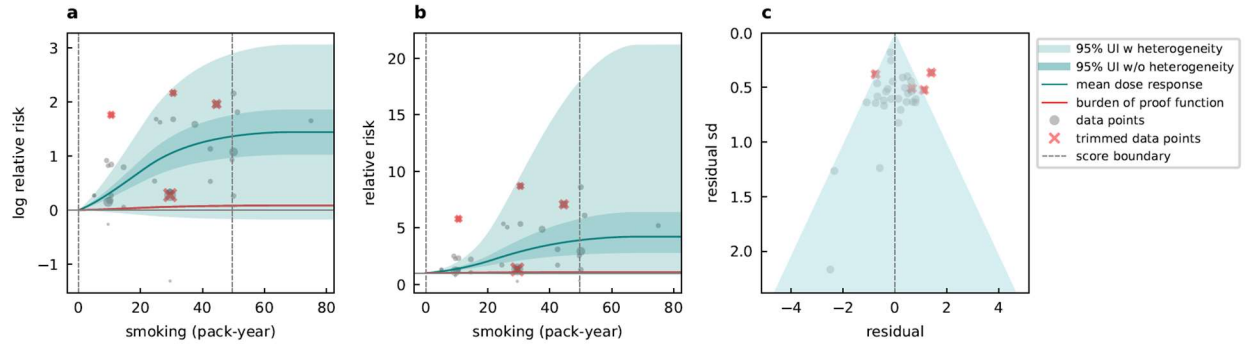 a
3
2
1
0
−1
log relative risk
0 20 40 60 80
smoking (pack-year)
b
20
15
10
5
0
relative risk
0 20 40 60 80
smoking (pack-year)
c
0.0
0.5
1.0
1.5
2.0
residual sd
−4 −2 0 2 4
residual
95% UI w heterogeneity
95% UI w/o heterogeneity
mean dose response
burden of proof function
data points
trimmed data points
score boundary